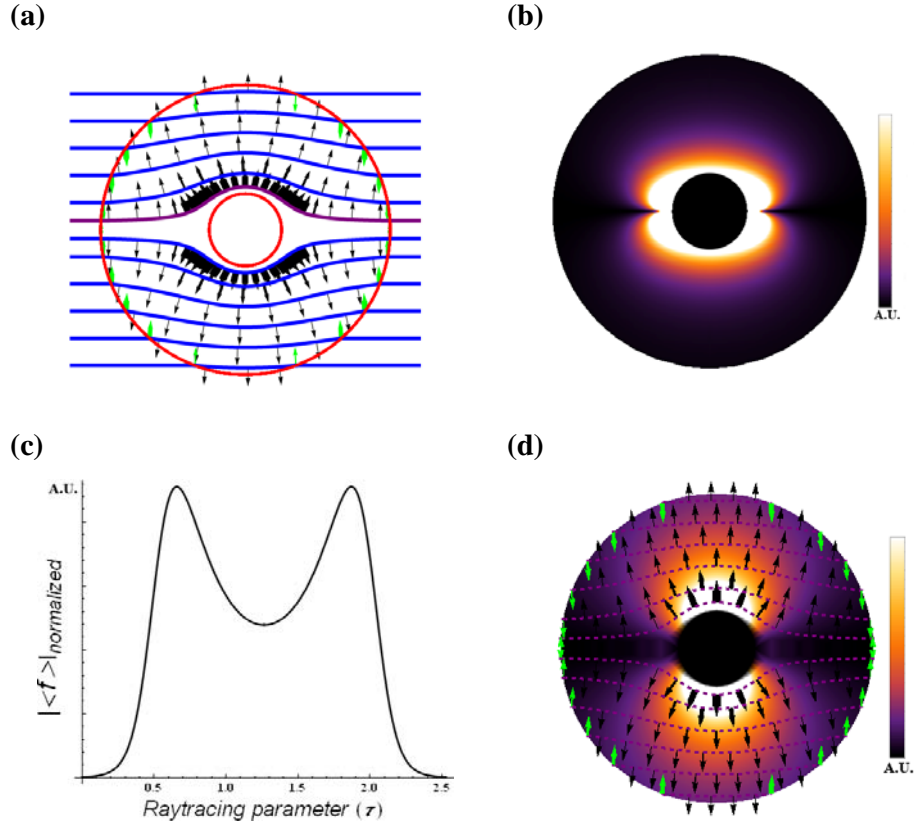 (a)
(b)
A.U.
(c)
A.U.
|<f>|normalized
0.5
1.0
1.5
2.0
2.5
Raytracing parameter (τ)
(d)
A.U.